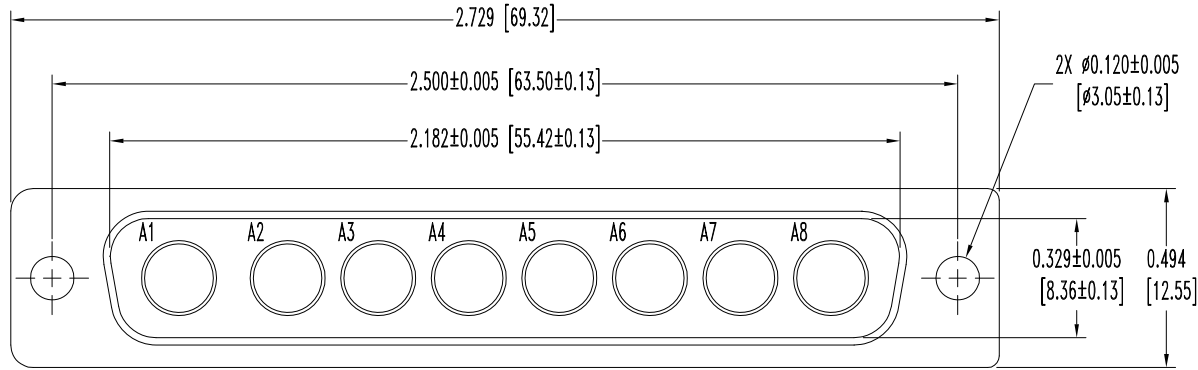 2.729 [69.32]
2.500±0.005 [63.50±0.13]
2X ø0.120±0.005
[ø3.05±0.13]
2.182±0.005 [55.42±0.13]
A1 A2 A3 A4 A5 A6 A7 A8
0.329±0.005
[8.36±0.13]
0.494
[12.55]